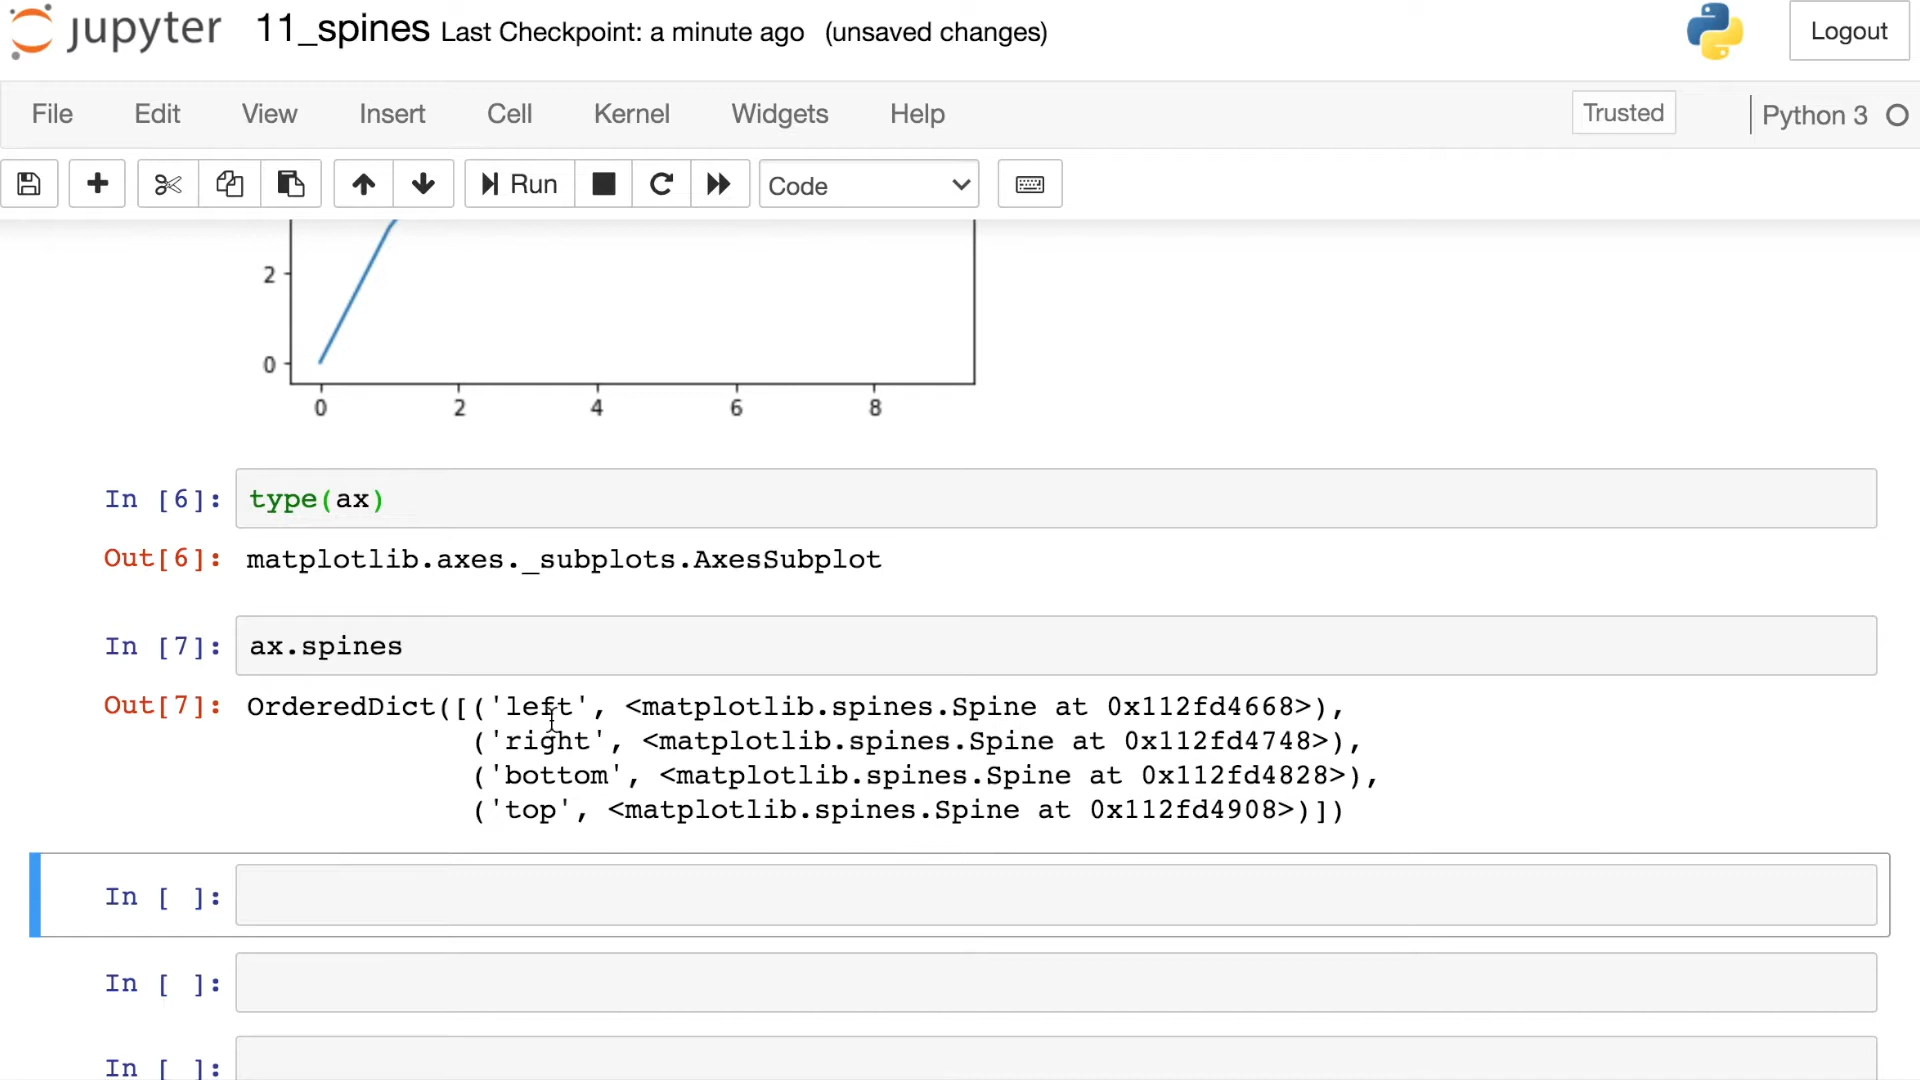 jupyter 11_spines Last Checkpoint: a minute ago (unsaved changes) Logout
File Edit View Insert Cell Kernel Widgets Help Trusted Python 3
Run Code
2
0
0 2 4 6 8
In [6]: type(ax)
Out[6]: matplotlib.axes._subplots.AxesSubplot
In [7]: ax.spines
Out[7]: OrderedDict([('left', <matplotlib.spines.Spine at 0x112fd4668>),
('right', <matplotlib.spines.Spine at 0x112fd4748>),
('bottom', <matplotlib.spines.Spine at 0x112fd4828>),
('top', <matplotlib.spines.Spine at 0x112fd4908>)])
In [ ]:
In [ ]:
In [ ]: